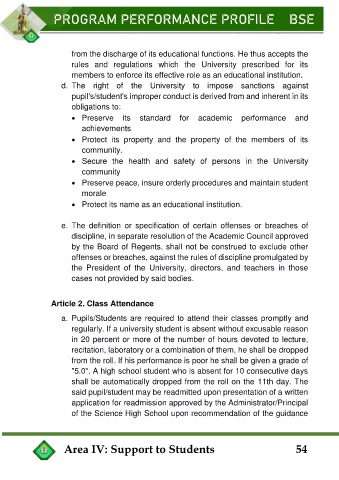 PROGRAM PERFORMANCE PROFILE BSE
from the discharge of its educational functions. He thus accepts the
rules and regulations which the University prescribed for its
members to enforce its effective role as an educational institution.
d. The right of the University to impose sanctions against
pupil's/student's improper conduct is derived from and inherent in its
obligations to:
• Preserve its standard for academic performance and
achievements
• Protect its property and the property of the members of its
community.
• Secure the health and safety of persons in the University
community
• Preserve peace, insure orderly procedures and maintain student
morale
• Protect its name as an educational institution.
e. The definition or specification of certain offenses or breaches of
discipline, in separate resolution of the Academic Council approved
by the Board of Regents, shall not be construed to exclude other
offenses or breaches, against the rules of discipline promulgated by
the President of the University, directors, and teachers in those
cases not provided by said bodies.
Article 2. Class Attendance
a. Pupils/Students are required to attend their classes promptly and
regularly. If a university student is absent without excusable reason
in 20 percent or more of the number of hours devoted to lecture,
recitation, laboratory or a combination of them, he shall be dropped
from the roll. If his performance is poor he shall be given a grade of
"5.0". A high school student who is absent for 10 consecutive days
shall be automatically dropped from the roll on the 11th day. The
said pupil/student may be readmitted upon presentation of a written
application for readmission approved by the Administrator/Principal
of the Science High School upon recommendation of the guidance
Area IV: Support to Students 54